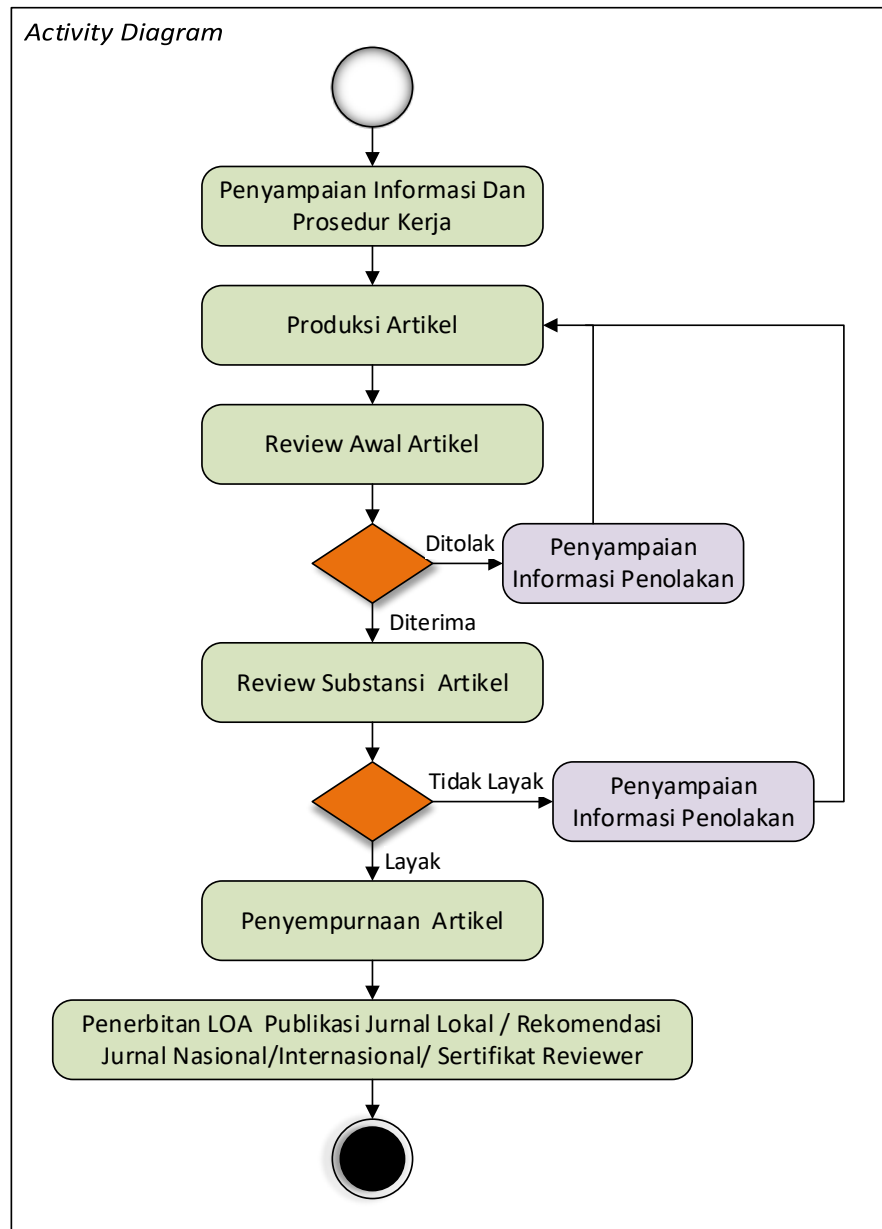 Activity Diagram
Penyampaian Informasi Dan
Prosedur Kerja
Produksi Artikel
Review Awal Artikel
Ditolak
Penyampaian
Informasi Penolakan
Diterima
Review Substansi Artikel
Tidak Layak
Penyampaian
Informasi Penolakan
Layak
Penyempurnaan Artikel
Penerbitan LOA Publikasi Jurnal Lokal / Rekomendasi
Jurnal Nasional/Internasional/ Sertifikat Reviewer